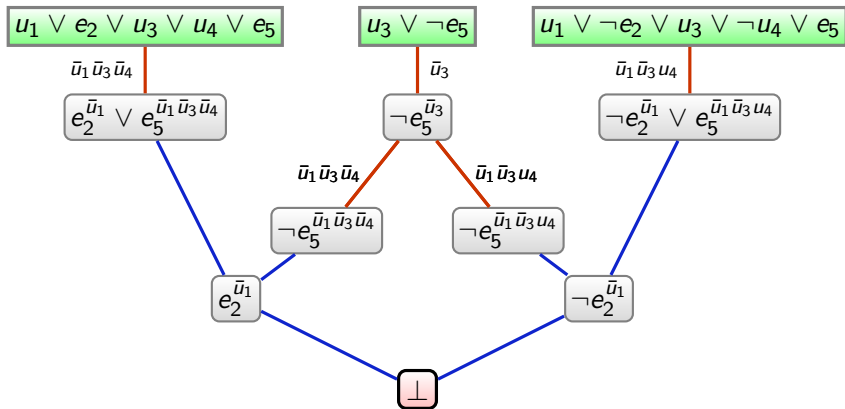 u₁ ∨ e₂ ∨ u₃ ∨ u₄ ∨ e₅ u₃ ∨ ¬e₅ u₁ ∨ ¬e₂ ∨ u₃ ∨ ¬u₄ ∨ e₅
ū₁ū₃ū₄ ū₃ ū₁ū₃u₄
e₂^{ū₁} ∨ e₅^{ū₁ū₃ū₄} ¬e₅^{ū₃} ¬e₂^{ū₁} ∨ e₅^{ū₁ū₃u₄}
ū₁ū₃ū₄ ū₁ū₃u₄
¬e₅^{ū₁ū₃ū₄} ¬e₅^{ū₁ū₃u₄}
e₂^{ū₁} ¬e₂^{ū₁}
⊥